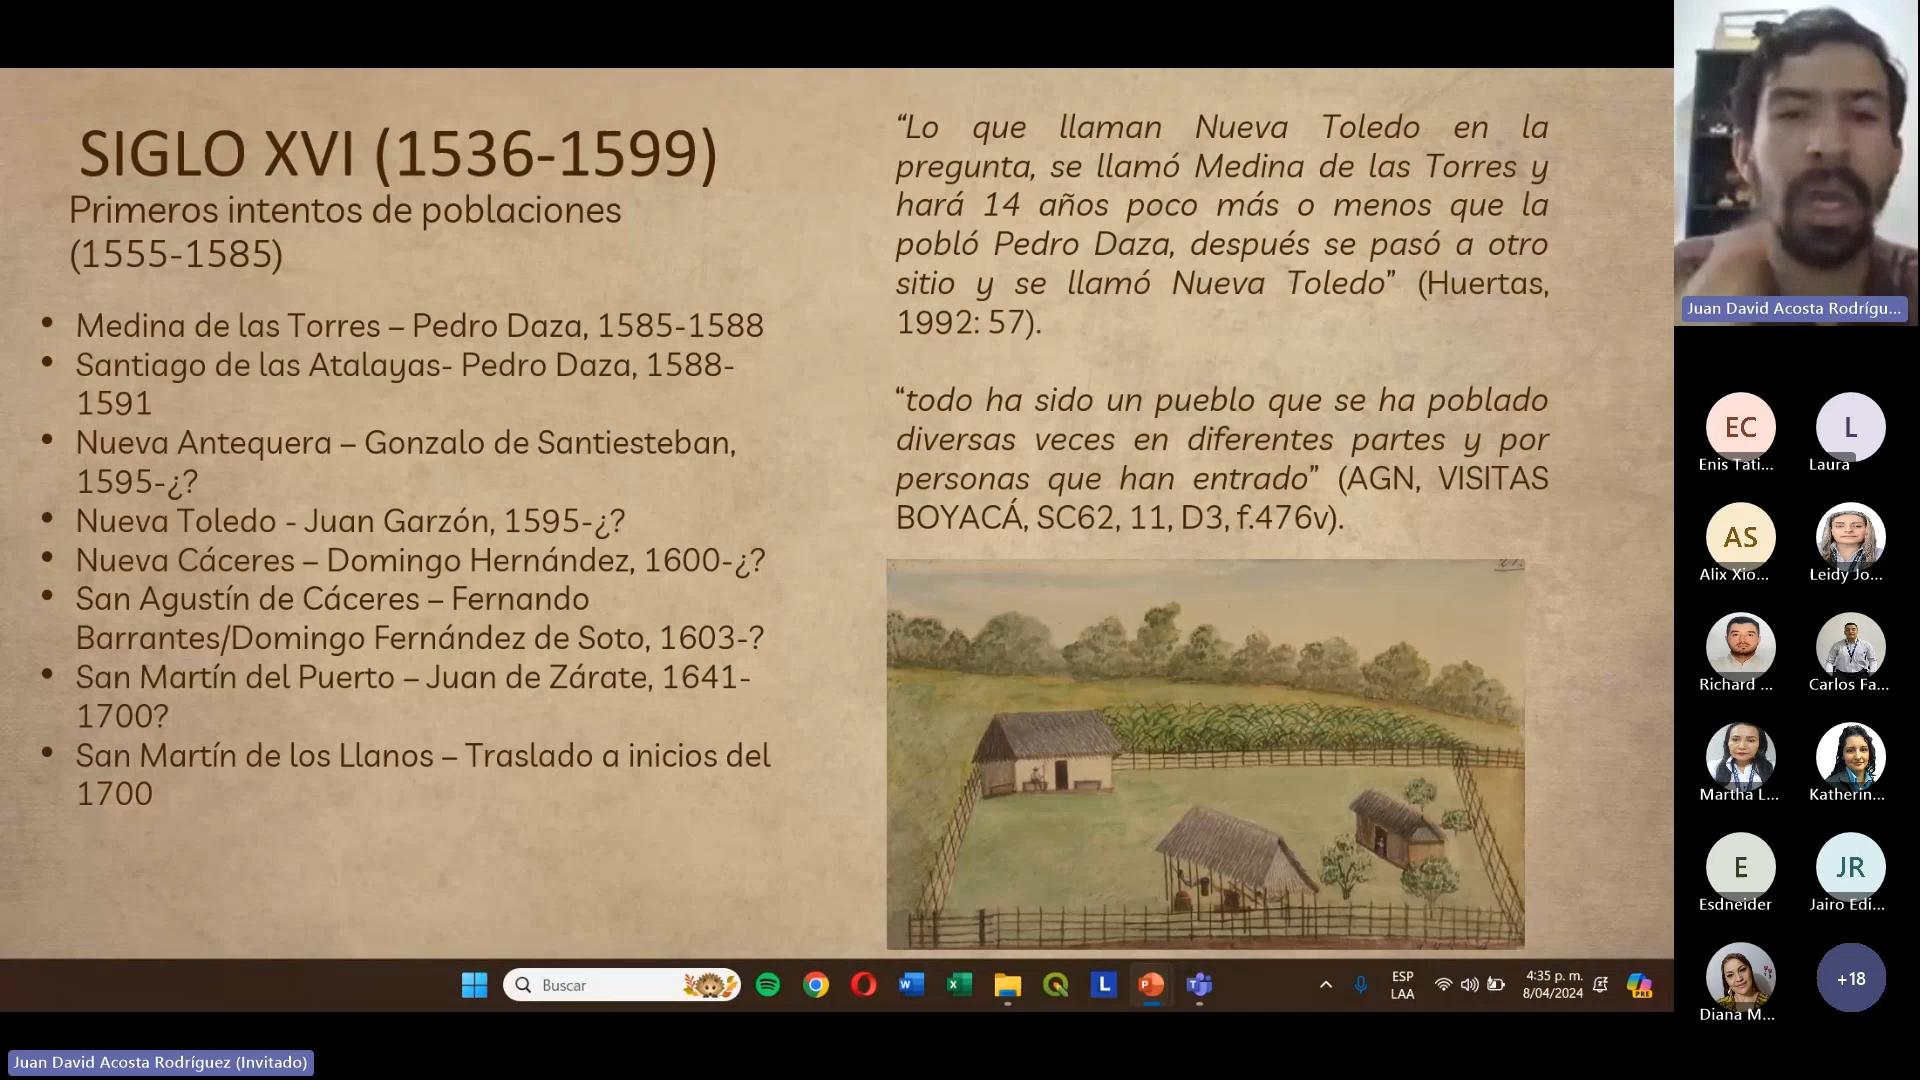 SIGLO XVI (1536-1599)
Primeros intentos de poblaciones
(1555-1585)
• Medina de las Torres – Pedro Daza, 1585-1588
• Santiago de las Atalayas- Pedro Daza, 1588-
1591
• Nueva Antequera – Gonzalo de Santiesteban,
1595-¿?
• Nueva Toledo - Juan Garzón, 1595-¿?
• Nueva Cáceres – Domingo Hernández, 1600-¿?
• San Agustín de Cáceres – Fernando
Barrantes/Domingo Fernández de Soto, 1603-?
• San Martín del Puerto – Juan de Zárate, 1641-
1700?
• San Martín de los Llanos – Traslado a inicios del
1700
“Lo que llaman Nueva Toledo en la
pregunta, se llamó Medina de las Torres y
hará 14 años poco más o menos que la
pobló Pedro Daza, después se pasó a otro
sitio y se llamó Nueva Toledo” (Huertas,
1992: 57).
“todo ha sido un pueblo que se ha poblado
diversas veces en diferentes partes y por
personas que han entrado” (AGN, VISITAS
BOYACÁ, SC62, 11, D3, f.476v).
Juan David Acosta Rodrígu...
EC
L
Enis Tati...
Laura
AS
Alix Xio...
Leidy Jo...
Richard ...
Carlos Fa...
Martha L...
Katherin...
E
JR
Esdneider
Jairo Edi...
+18
Diana M...
Buscar
W
X
L
P
T
ESP
LAA
4:35 p. m.
8/04/2024
PRE
Juan David Acosta Rodríguez (Invitado)